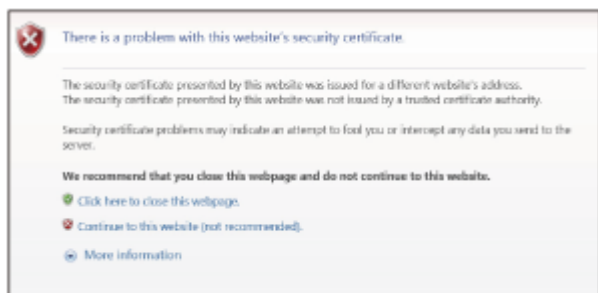 There is a problem with this website's security certificate.
The security certificate presented by this website was issued for a different website's address.
The security certificate presented by this website was not issued by a trusted certificate authority.
Security certificate problems may indicate an attempt to fool you or intercept any data you send to the
server.
We recommend that you close this webpage and do not continue to this website.
Click here to close this webpage.
Continue to this website (not recommended).
More information